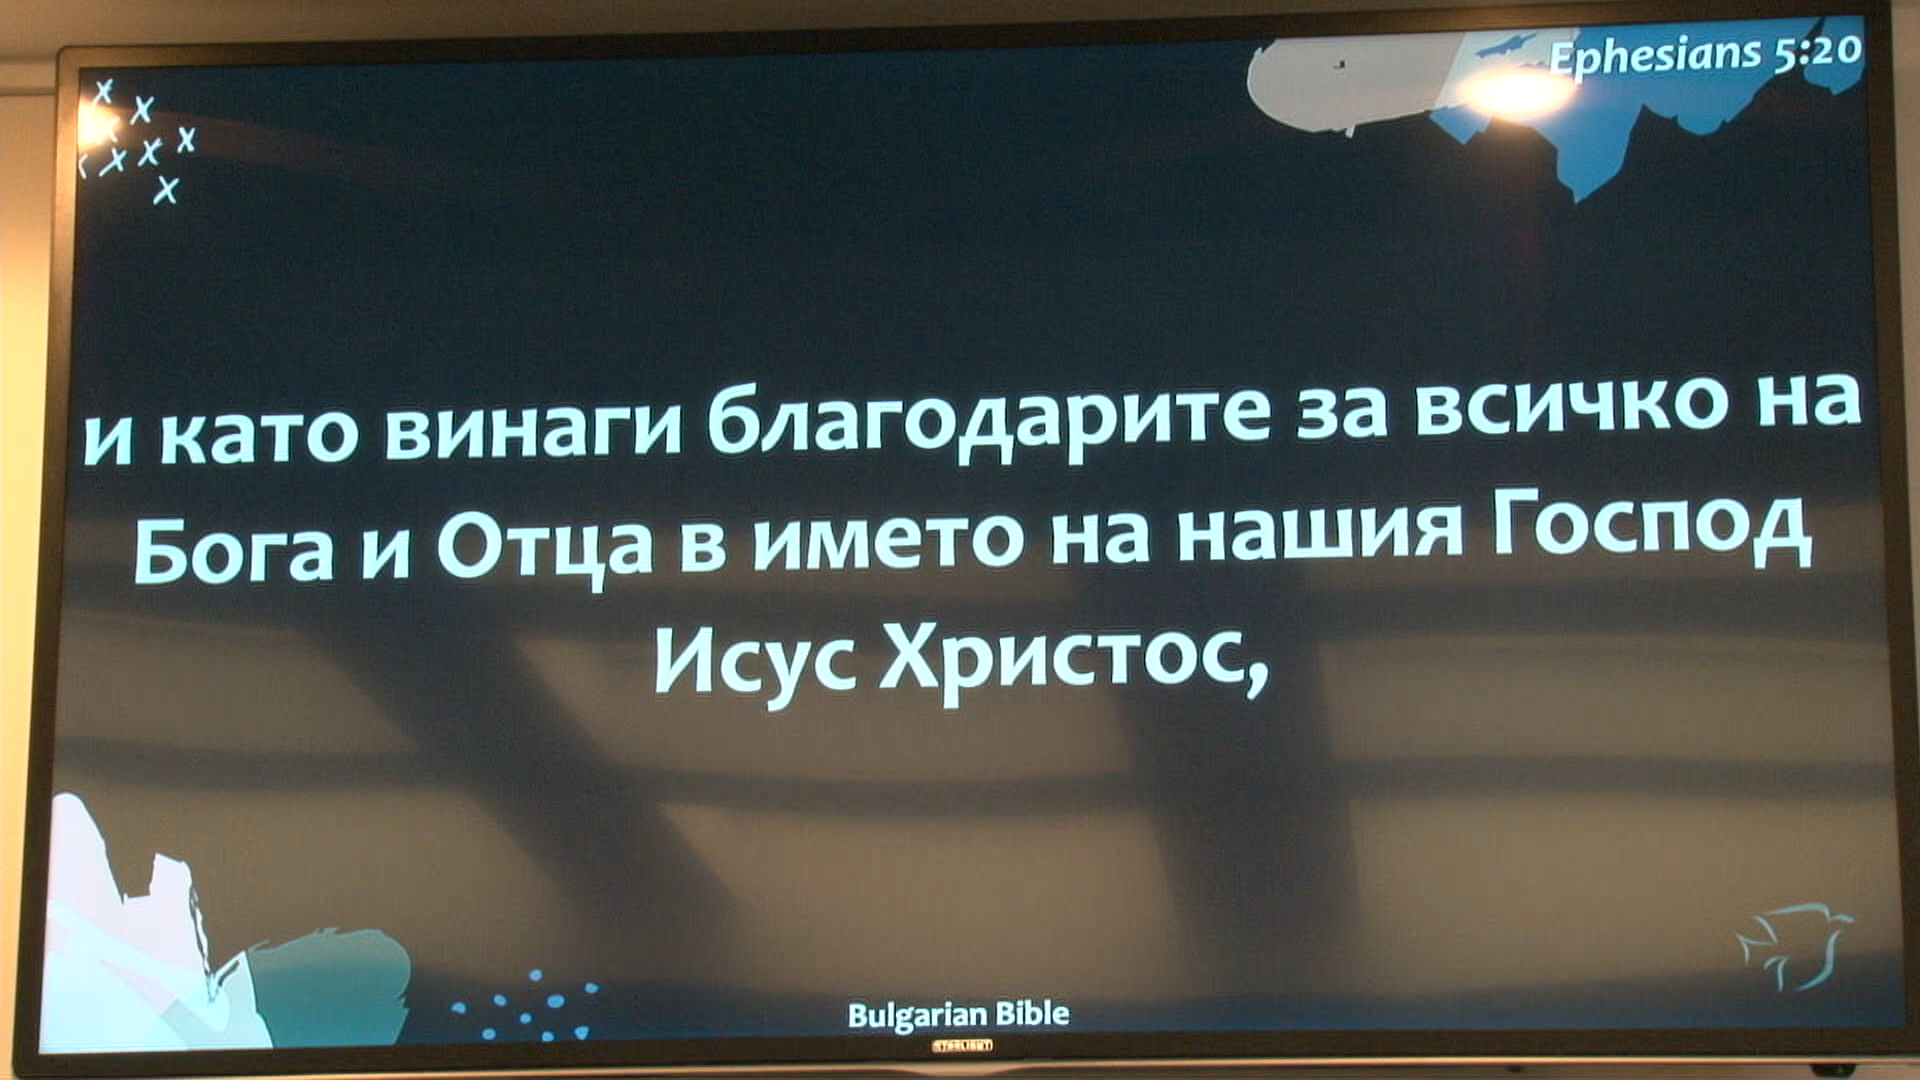 Ephesians 5:20
и като винаги благодарите за всичко на
Бога и Отца в името на нашия Господ
Исус Христос,
Bulgarian Bible
STARLIGHT